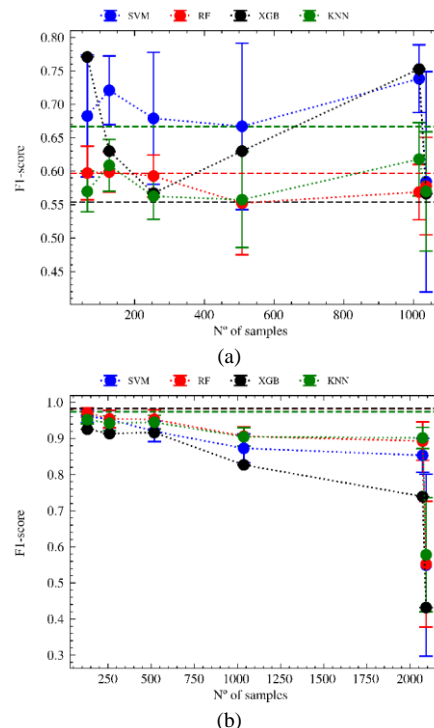 SVM RF XGB KNN
0.80
0.75
0.70
0.65
0.60
0.55
0.50
0.45
F1-score
200 400 600 800 1000
Nº of samples
(a)
SVM RF XGB KNN
1.0
0.9
0.8
0.7
0.6
0.5
0.4
0.3
F1-score
250 500 750 1000 1250 1500 1750 2000
Nº of samples
(b)